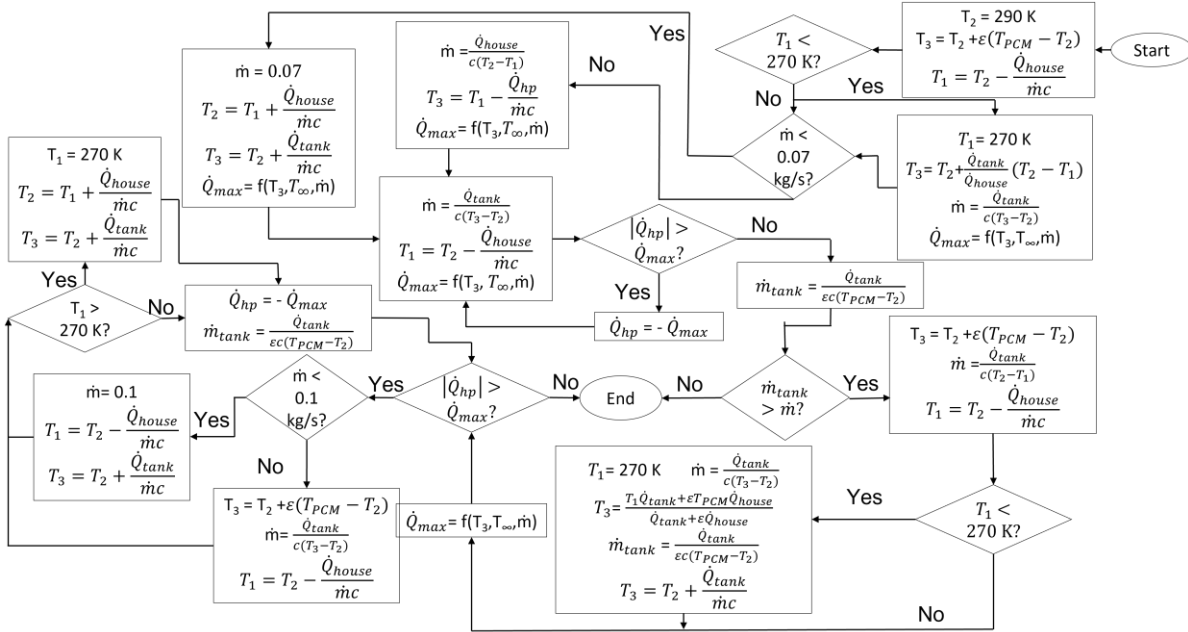 Start
T₂ = 290 K
T₃ = T₂ +ε(T_PCM − T₂)
T₁ = T₂ − Q̇_house/ṁc
T₁ <
270 K?
Yes
No
T₁= 270 K
T₃= T₂+Q̇_tank/Q̇_house (T₂ − T₁)
ṁ = Q̇_tank/c(T₃−T₂)
Q̇_max= f(T₃,T∞,ṁ)
ṁ <
0.07
kg/s?
Yes
No
ṁ = 0.07
T₂ = T₁ + Q̇_house/ṁc
T₃ = T₂ + Q̇_tank/ṁc
Q̇_max= f(T₃,T∞,ṁ)
ṁ =Q̇_house/c(T₂−T₁)
T₃ = T₁ − Q̇_hp/ṁc
Q̇_max= f(T₃,T∞,ṁ)
ṁ =Q̇_tank/c(T₃−T₂)
T₁ = T₂ − Q̇_house/ṁc
Q̇_max= f(T₃, T∞,ṁ)
|Q̇_hp| >
Q̇_max?
No
Yes
Q̇_hp = - Q̇_max
ṁ_tank = Q̇_tank/εc(T_PCM−T₂)
ṁ_tank
> ṁ?
No
Yes
End
T₃ = T₂ +ε(T_PCM − T₂)
ṁ =Q̇_tank/c(T₂−T₁)
T₁ = T₂ − Q̇_house/ṁc
T₁ <
270 K?
Yes
No
T₁= 270 K ṁ = Q̇_tank/c(T₃−T₂)
T₃= T₁Q̇_tank+εT_PCMQ̇_house/Q̇_tank+εQ̇_house
ṁ_tank = Q̇_tank/εc(T_PCM−T₂)
T₃ = T₂ + Q̇_tank/ṁc
Q̇_max= f(T₃,T∞,ṁ)
|Q̇_hp| >
Q̇_max?
No
Yes
ṁ <
0.1
kg/s?
Yes
No
ṁ= 0.1
T₁ = T₂ − Q̇_house/ṁc
T₃ = T₂ + Q̇_tank/ṁc
T₃ = T₂ +ε(T_PCM − T₂)
ṁ= Q̇_tank/c(T₃−T₂)
T₁ = T₂ − Q̇_house/ṁc
T₁ >
270 K?
Yes
No
T₁ = 270 K
T₂ = T₁ + Q̇_house/ṁc
T₃ = T₂ + Q̇_tank/ṁc
Q̇_hp = - Q̇_max
ṁ_tank = Q̇_tank/εc(T_PCM−T₂)